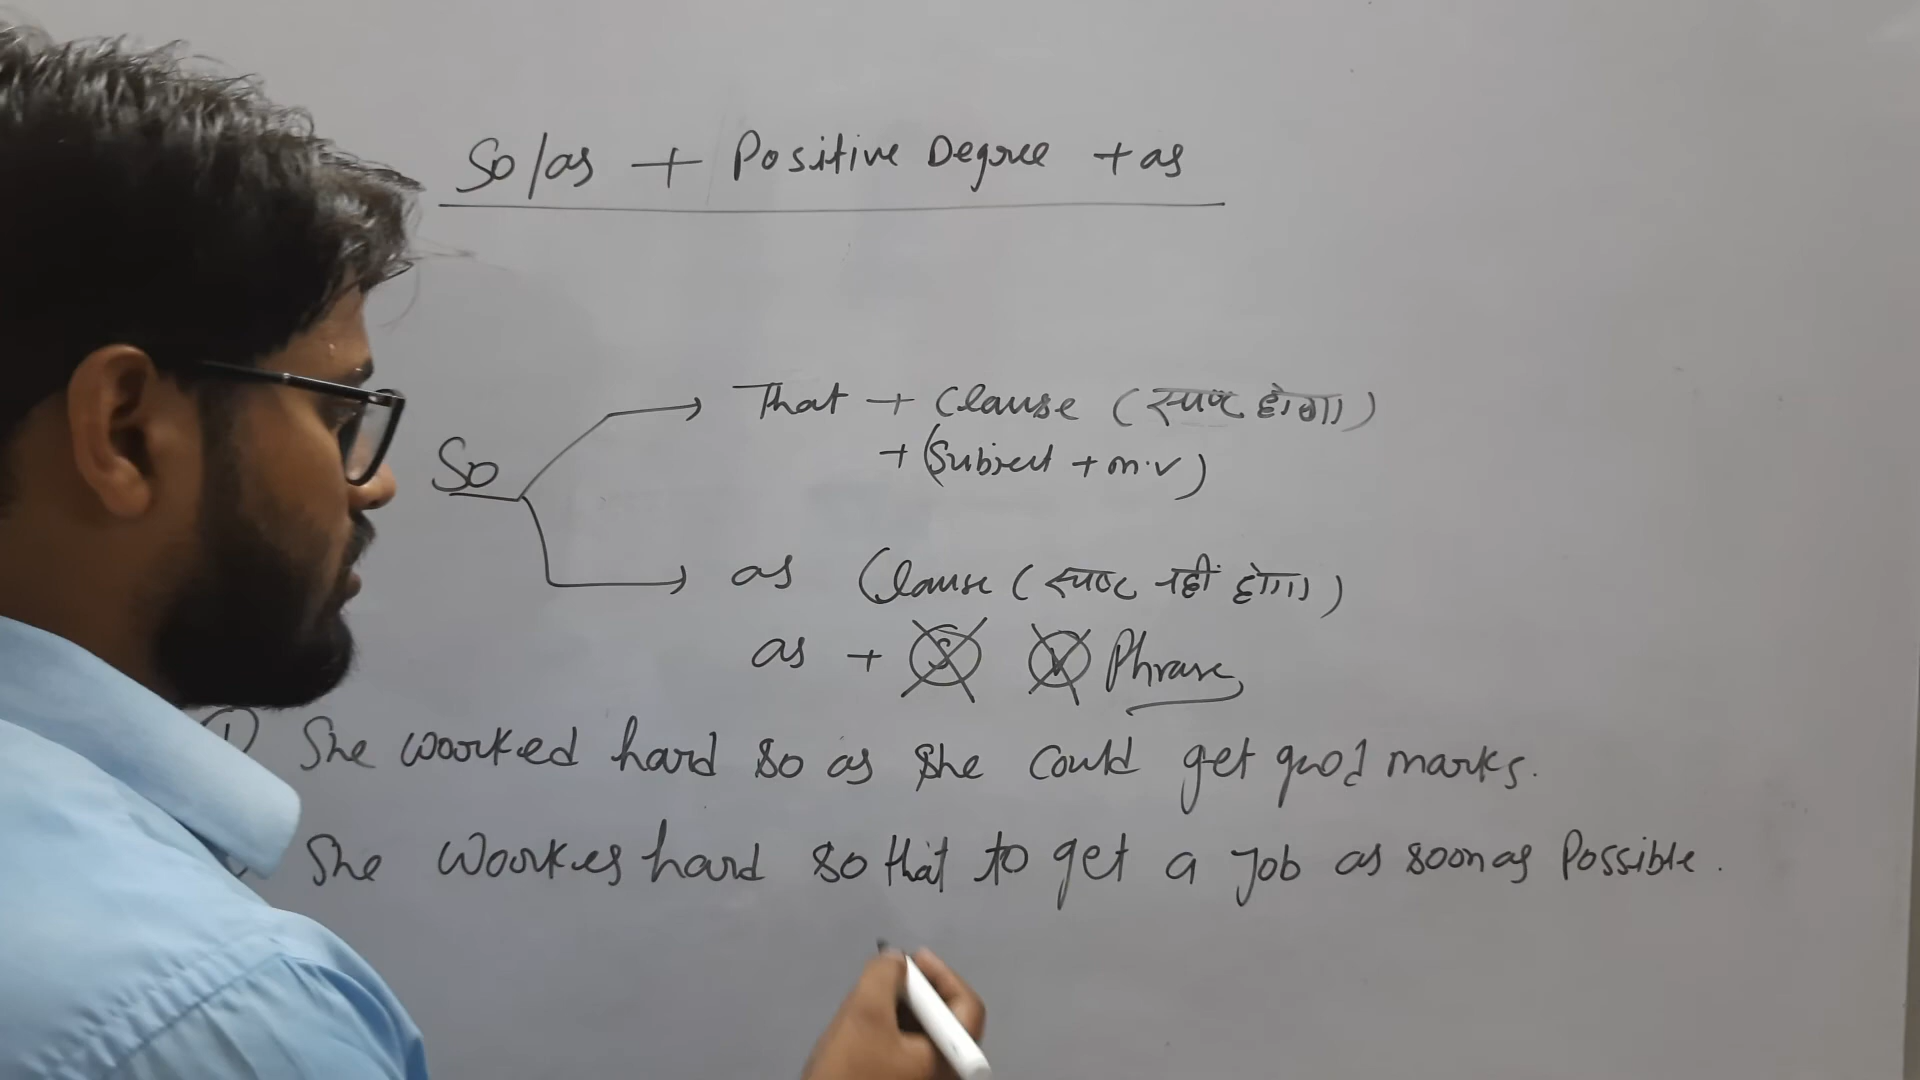 So/as + Positive Degree + as
That + Clause (स्पष्ट होगा)
+ (Subject + m.v)
So
as Clause (स्पष्ट नहीं होगा)
as + S V Phrase
1) She worked hard so as she could get good marks.
She workes hard so that to get a job as soon as Possible.